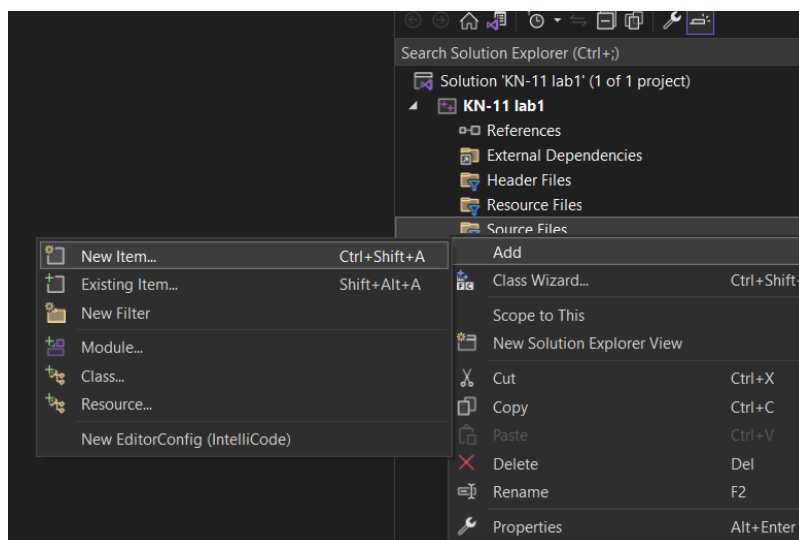 Search Solution Explorer (Ctrl+;)
Solution 'KN-11 lab1' (1 of 1 project)
KN-11 lab1
References
External Dependencies
Header Files
Resource Files
Source Files
New Item... Ctrl+Shift+A
Existing Item... Shift+Alt+A
New Filter
Module...
Class...
Resource...
New EditorConfig (IntelliCode)
Add
Class Wizard... Ctrl+Shift+
Scope to This
New Solution Explorer View
Cut Ctrl+X
Copy Ctrl+C
Paste Ctrl+V
Delete Del
Rename F2
Properties Alt+Enter